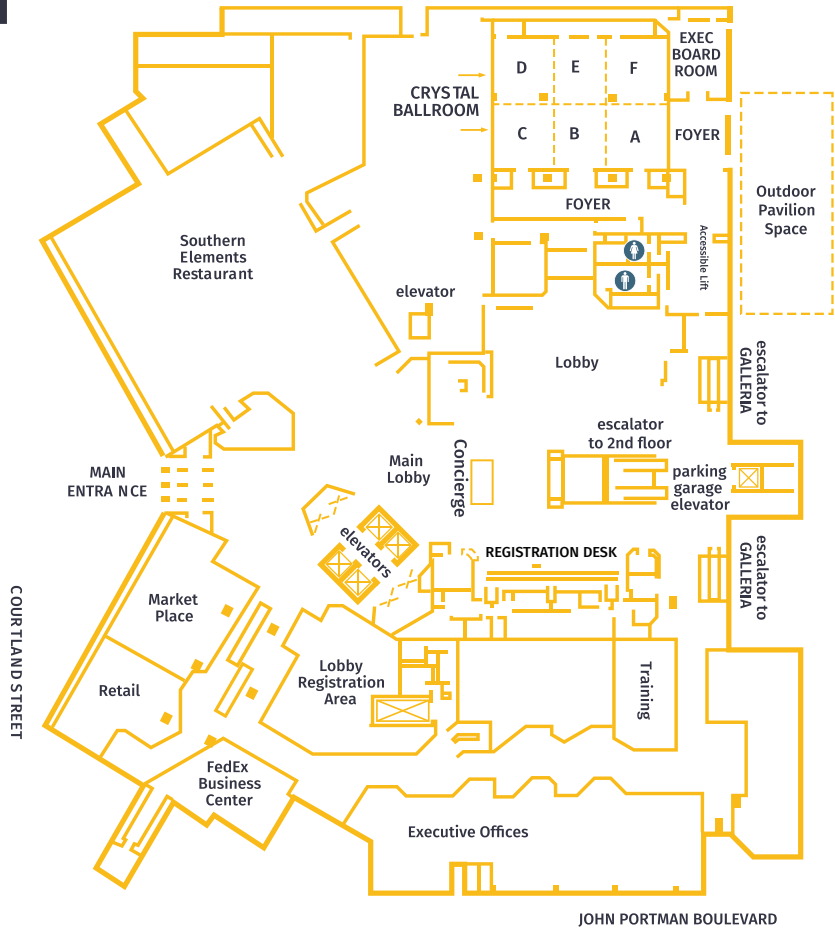 EXEC
BOARD
ROOM
D
E
F
CRYSTAL
BALLROOM
C
B
A
FOYER
FOYER
Outdoor
Pavilion
Space
Accessible Lift
Southern
Elements
Restaurant
elevator
Lobby
escalator to
GALLERIA
escalator
to 2nd floor
Main
Lobby
Concierge
parking
garage
elevator
MAIN
ENTRANCE
elevators
REGISTRATION DESK
escalator to
GALLERIA
COURTLAND STREET
Market
Place
Retail
Lobby
Registration
Area
Training
FedEx
Business
Center
Executive Offices
JOHN PORTMAN BOULEVARD